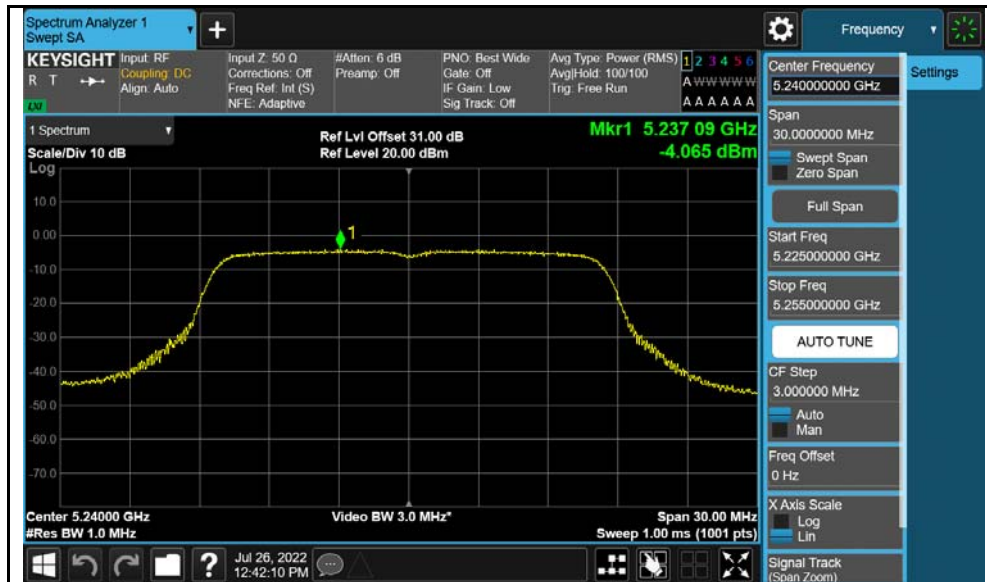 Spectrum Analyzer 1
Swept SA
+
Frequency
KEYSIGHT
R T
LXI
Input: RF
Coupling: DC
Align: Auto
Input Z: 50 Ω
Corrections: Off
Freq Ref: Int (S)
NFE: Adaptive
#Atten: 6 dB
Preamp: Off
PNO: Best Wide
Gate: Off
IF Gain: Low
Sig Track: Off
Avg Type: Power (RMS)
Avg|Hold: 100/100
Trig: Free Run
1 2 3 4 5 6
A W W W W W
A A A A A A
Center Frequency
5.240000000 GHz
Settings
Span
30.0000000 MHz
Swept Span
Zero Span
Full Span
Start Freq
5.225000000 GHz
Stop Freq
5.255000000 GHz
AUTO TUNE
CF Step
3.000000 MHz
Auto
Man
Freq Offset
0 Hz
X Axis Scale
Log
Lin
Signal Track
(Span Zoom)
1 Spectrum
Scale/Div 10 dB
Log
Ref Lvl Offset 31.00 dB
Ref Level 20.00 dBm
Mkr1 5.237 09 GHz
-4.065 dBm
10.0
0.00
-10.0
-20.0
-30.0
-40.0
-50.0
-60.0
-70.0
1
Center 5.24000 GHz
#Res BW 1.0 MHz
Video BW 3.0 MHz*
Span 30.00 MHz
Sweep 1.00 ms (1001 pts)
?
Jul 26, 2022
12:42:10 PM